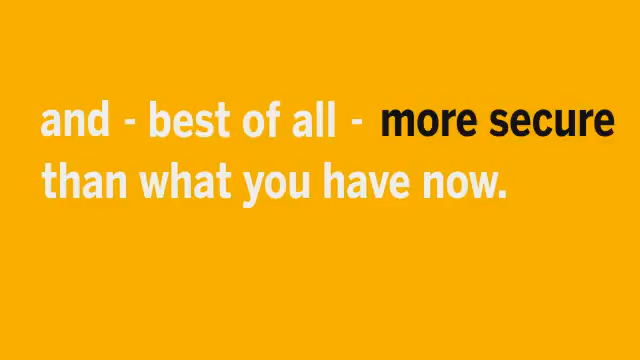 and - best of all - more secure
than what you have now.